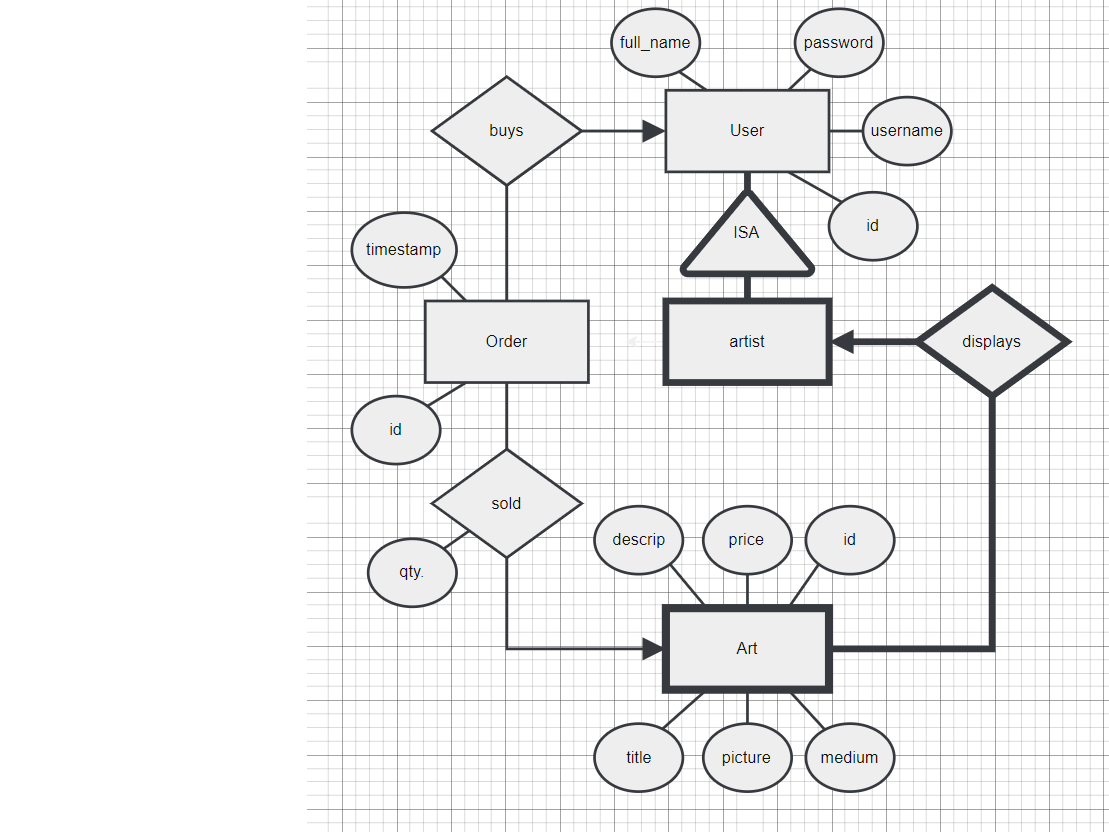 full_name
password
buys
User
username
id
ISA
timestamp
Order
artist
displays
id
sold
qty.
descrip
price
id
Art
title
picture
medium